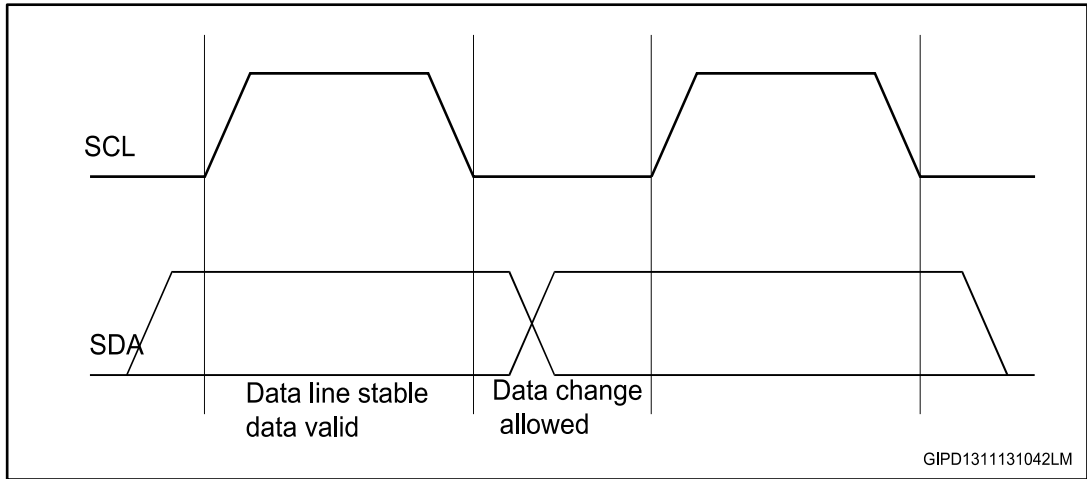 SCL
SDA
Data line stable
data valid
Data change
allowed
GIPD1311131042LM